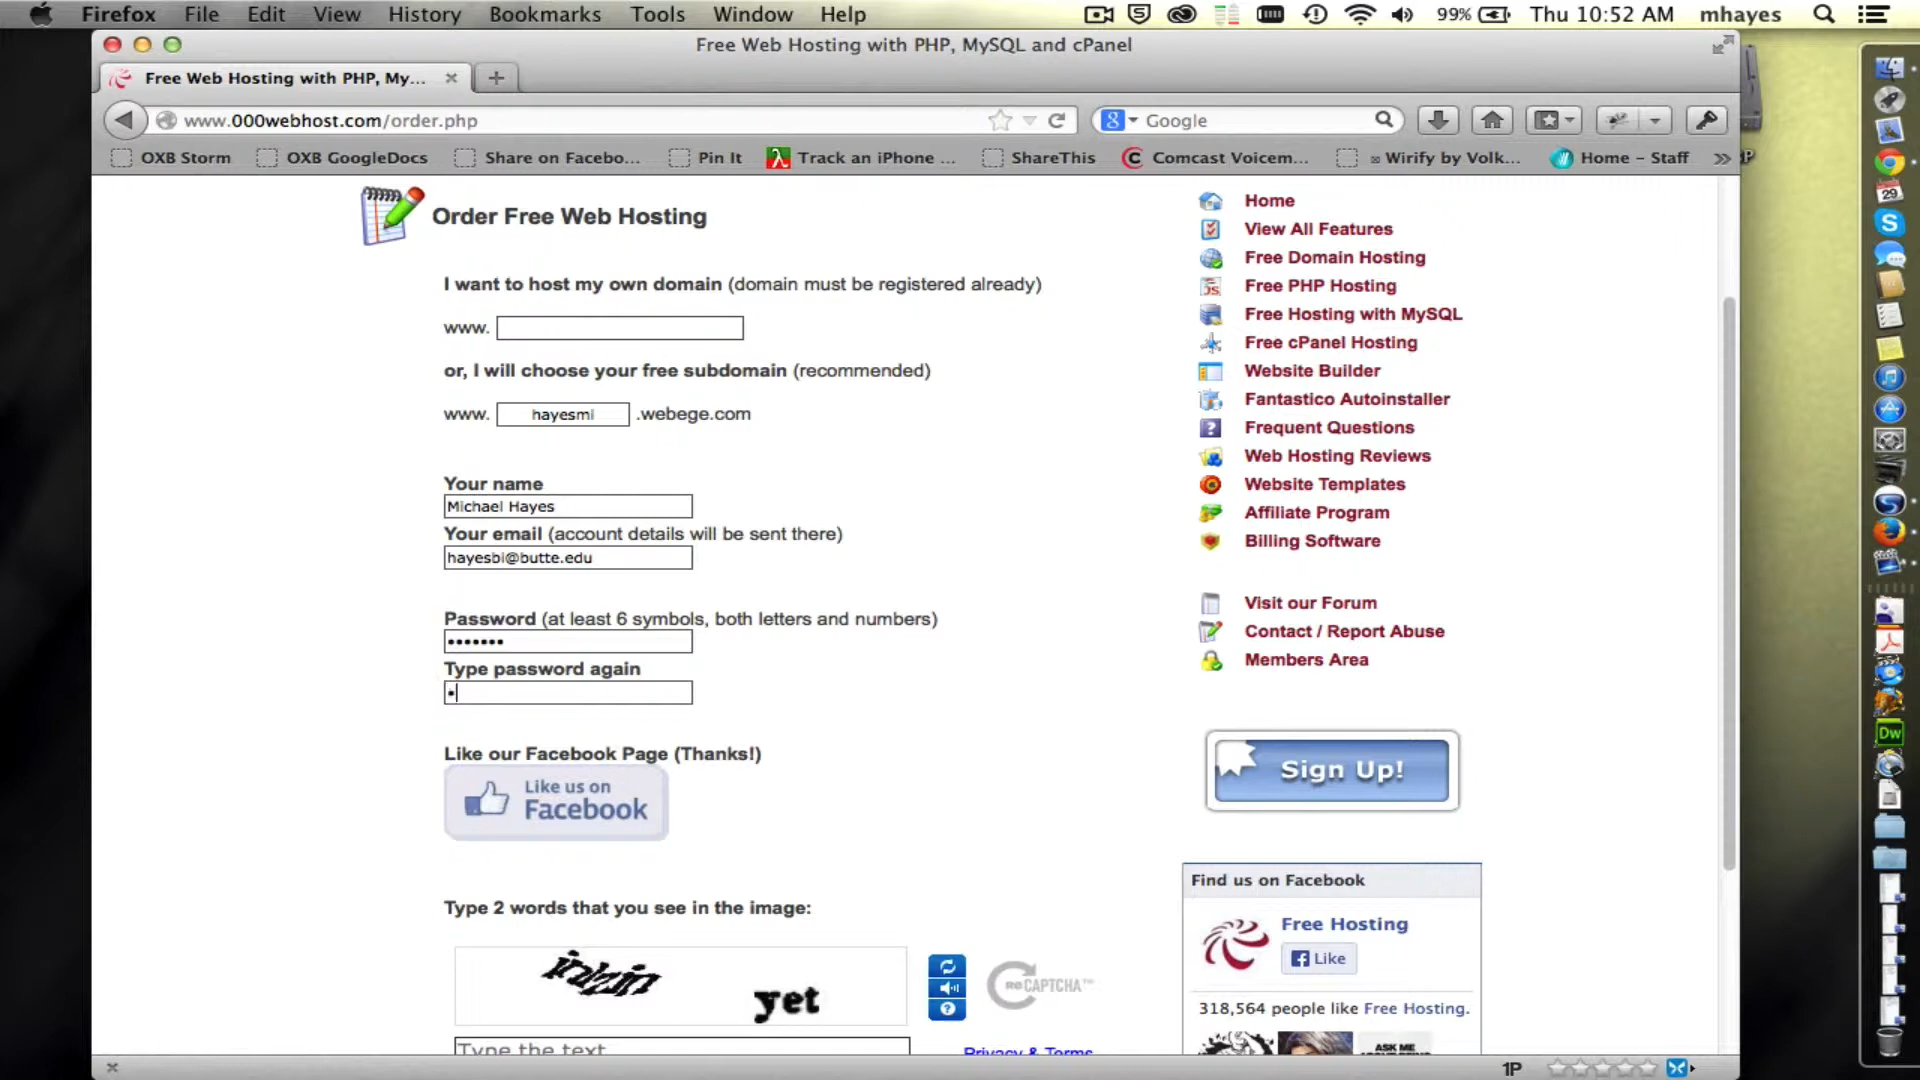 Firefox File Edit View History Bookmarks Tools Window Help 99% Thu 10:52 AM mhayes
Free Web Hosting with PHP, MySQL and cPanel
Free Web Hosting with PHP, My...
www.000webhost.com/order.php
Google
OXB Storm OXB GoogleDocs Share on Facebo... Pin It Track an iPhone ... ShareThis Comcast Voicem... Wirify by Volk... Home – Staff
Order Free Web Hosting
I want to host my own domain (domain must be registered already)
www.
or, I will choose your free subdomain (recommended)
www. hayesmi .webege.com
Your name
Michael Hayes
Your email (account details will be sent there)
hayesbi@butte.edu
Password (at least 6 symbols, both letters and numbers)
•••••••
Type password again
•
Like our Facebook Page (Thanks!)
Like us on
Facebook
Type 2 words that you see in the image:
yet
reCAPTCHA™
Type the text
Privacy & Terms
Home
View All Features
Free Domain Hosting
Free PHP Hosting
Free Hosting with MySQL
Free cPanel Hosting
Website Builder
Fantastico Autoinstaller
Frequent Questions
Web Hosting Reviews
Website Templates
Affiliate Program
Billing Software
Visit our Forum
Contact / Report Abuse
Members Area
Sign Up!
Find us on Facebook
Free Hosting
Like
318,564 people like Free Hosting.
ASK ME
1P
29
Dw